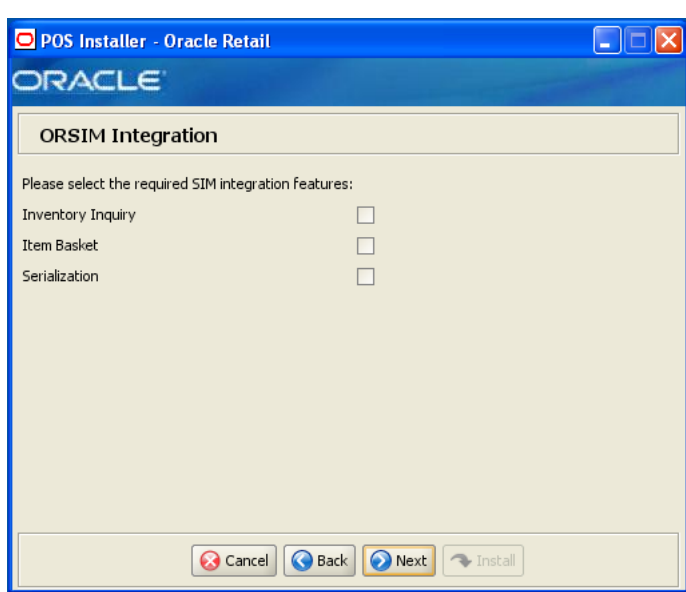 POS Installer - Oracle Retail
ORACLE
ORSIM Integration
Please select the required SIM integration features:
Inventory Inquiry
Item Basket
Serialization
Cancel Back Next Install